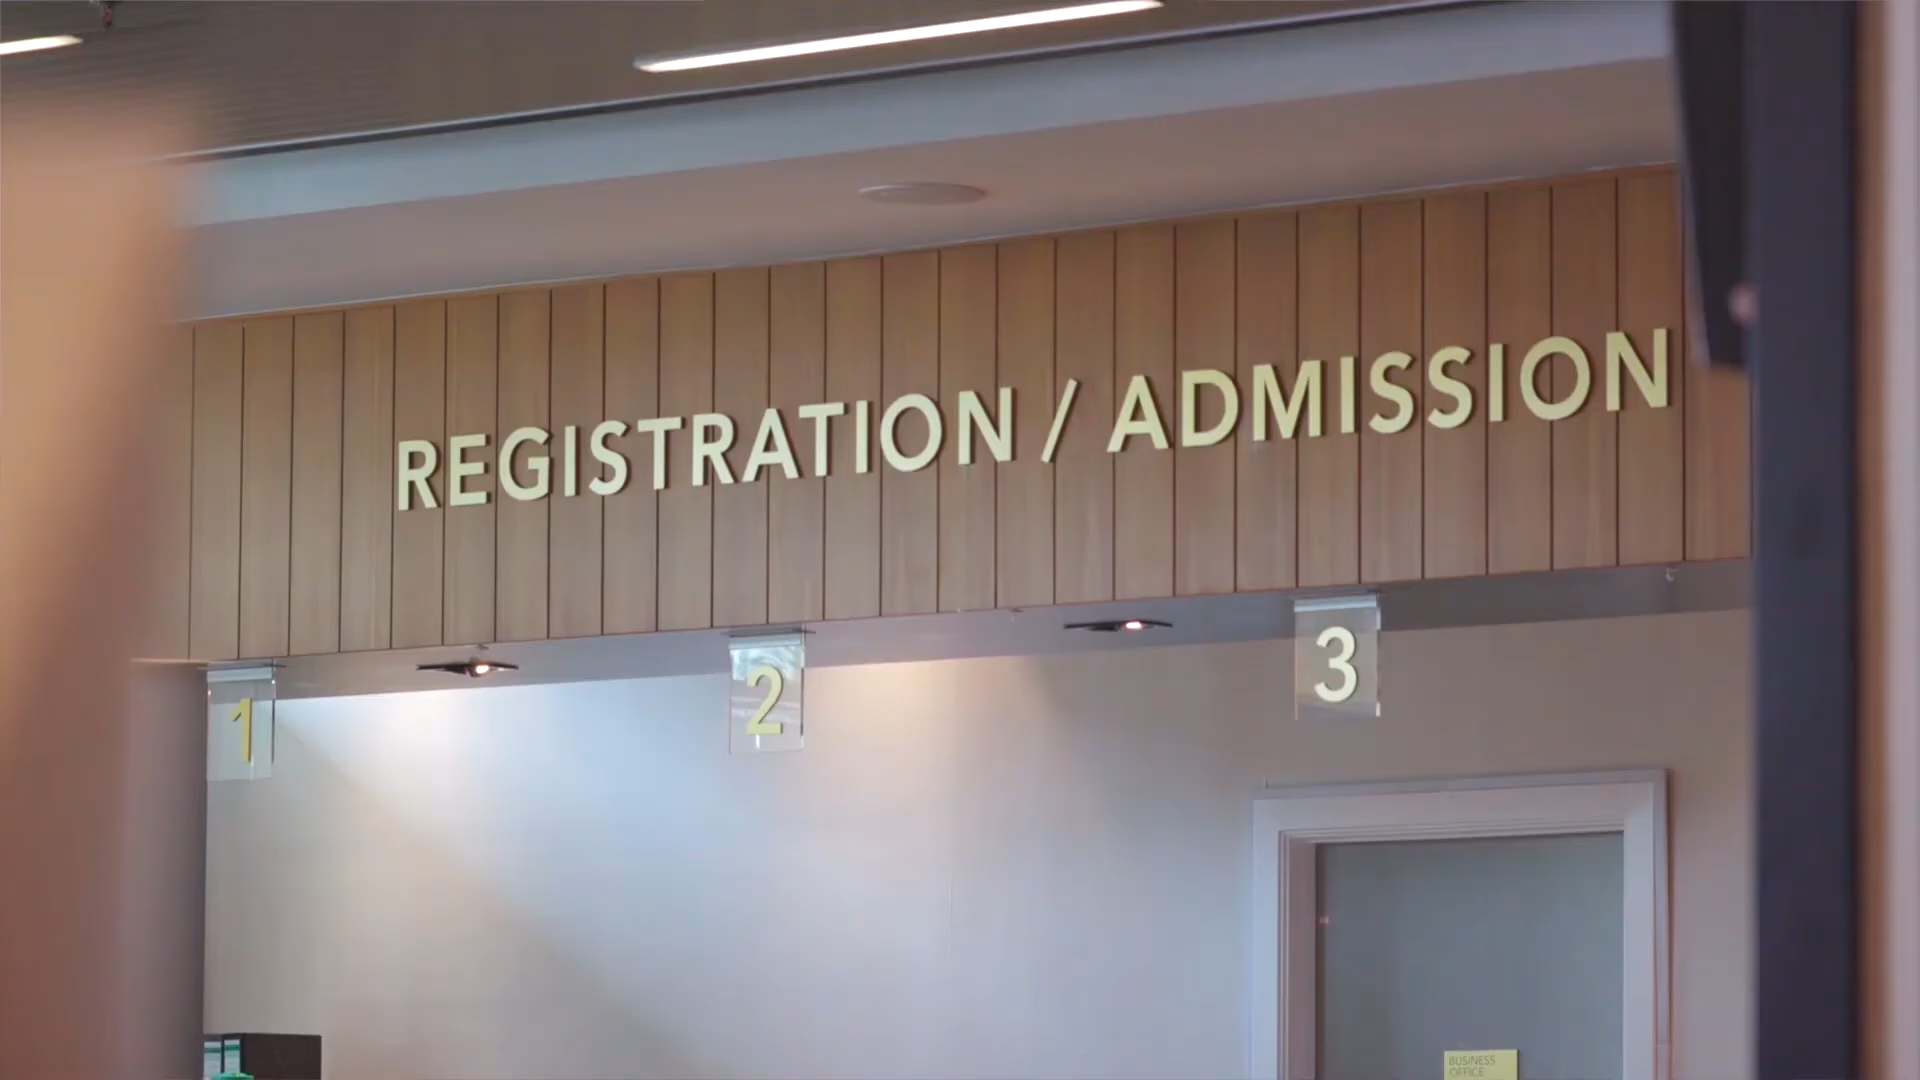 REGISTRATION / ADMISSION
1
2
3
BUSINESS
OFFICE